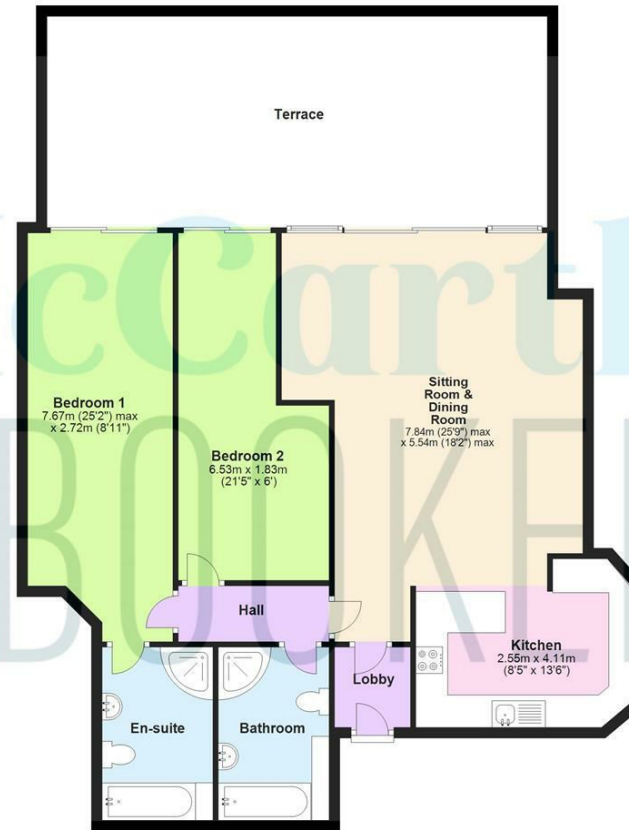 Terrace
Bedroom 1
7.67m (25'2") max
x 2.72m (8'11")
Bedroom 2
6.53m x 1.83m
(21'5" x 6')
Sitting
Room &
Dining
Room
7.84m (25'9") max
x 5.54m (18'2") max
Hall
Kitchen
2.55m x 4.11m
(8'5" x 13'6")
Lobby
En-suite
Bathroom
cCarth
BOOKE